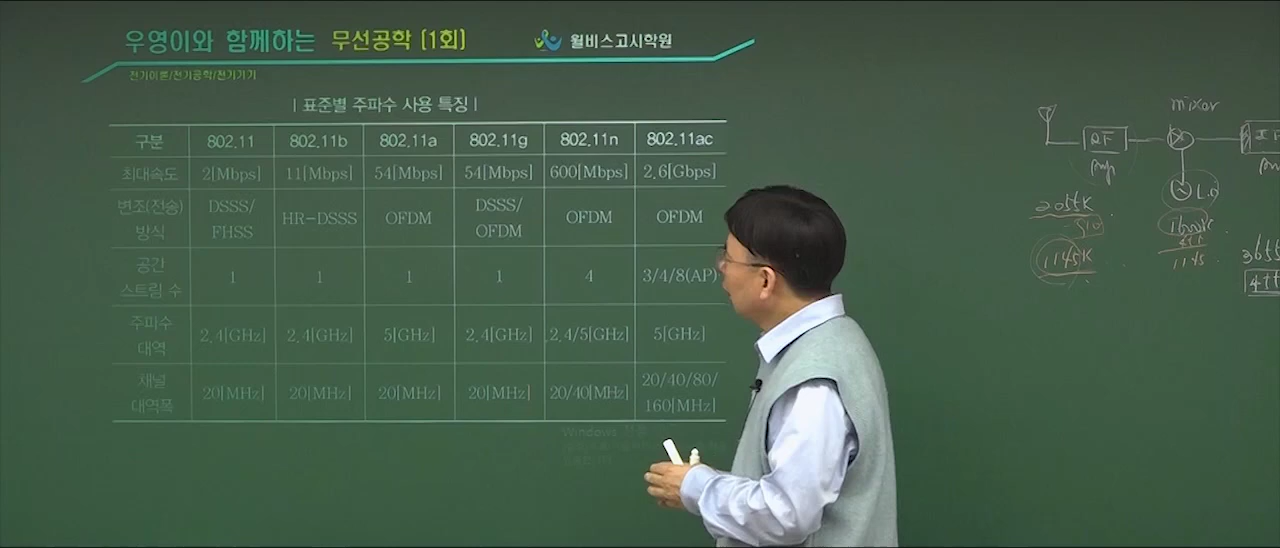 우영이와 함께하는 무선공학 [1회]
윌비스고시학원
전기이론/전기공학/전기기기
| 표준별 주파수 사용 특징 |
구분 802.11 802.11b 802.11a 802.11g 802.11n 802.11ac
최대속도 2[Mbps] 11[Mbps] 54[Mbps] 54[Mbps] 600[Mbps] 2.6[Gbps]
변조(전송) 방식 DSSS/ FHSS HR-DSSS OFDM DSSS/ OFDM OFDM OFDM
공간 스트림 수 1 1 1 1 4 3/4/8(AP)
주파수 대역 2.4[GHz] 2.4[GHz] 5[GHz] 2.4[GHz] 2.4/5[GHz] 5[GHz]
채널 대역폭 20[MHz] 20[MHz] 20[MHz] 20[MHz] 20/40[MHz] 20/40/80/ 160[MHz]
Windows
mixer
Amp
L.O
1145K
1145